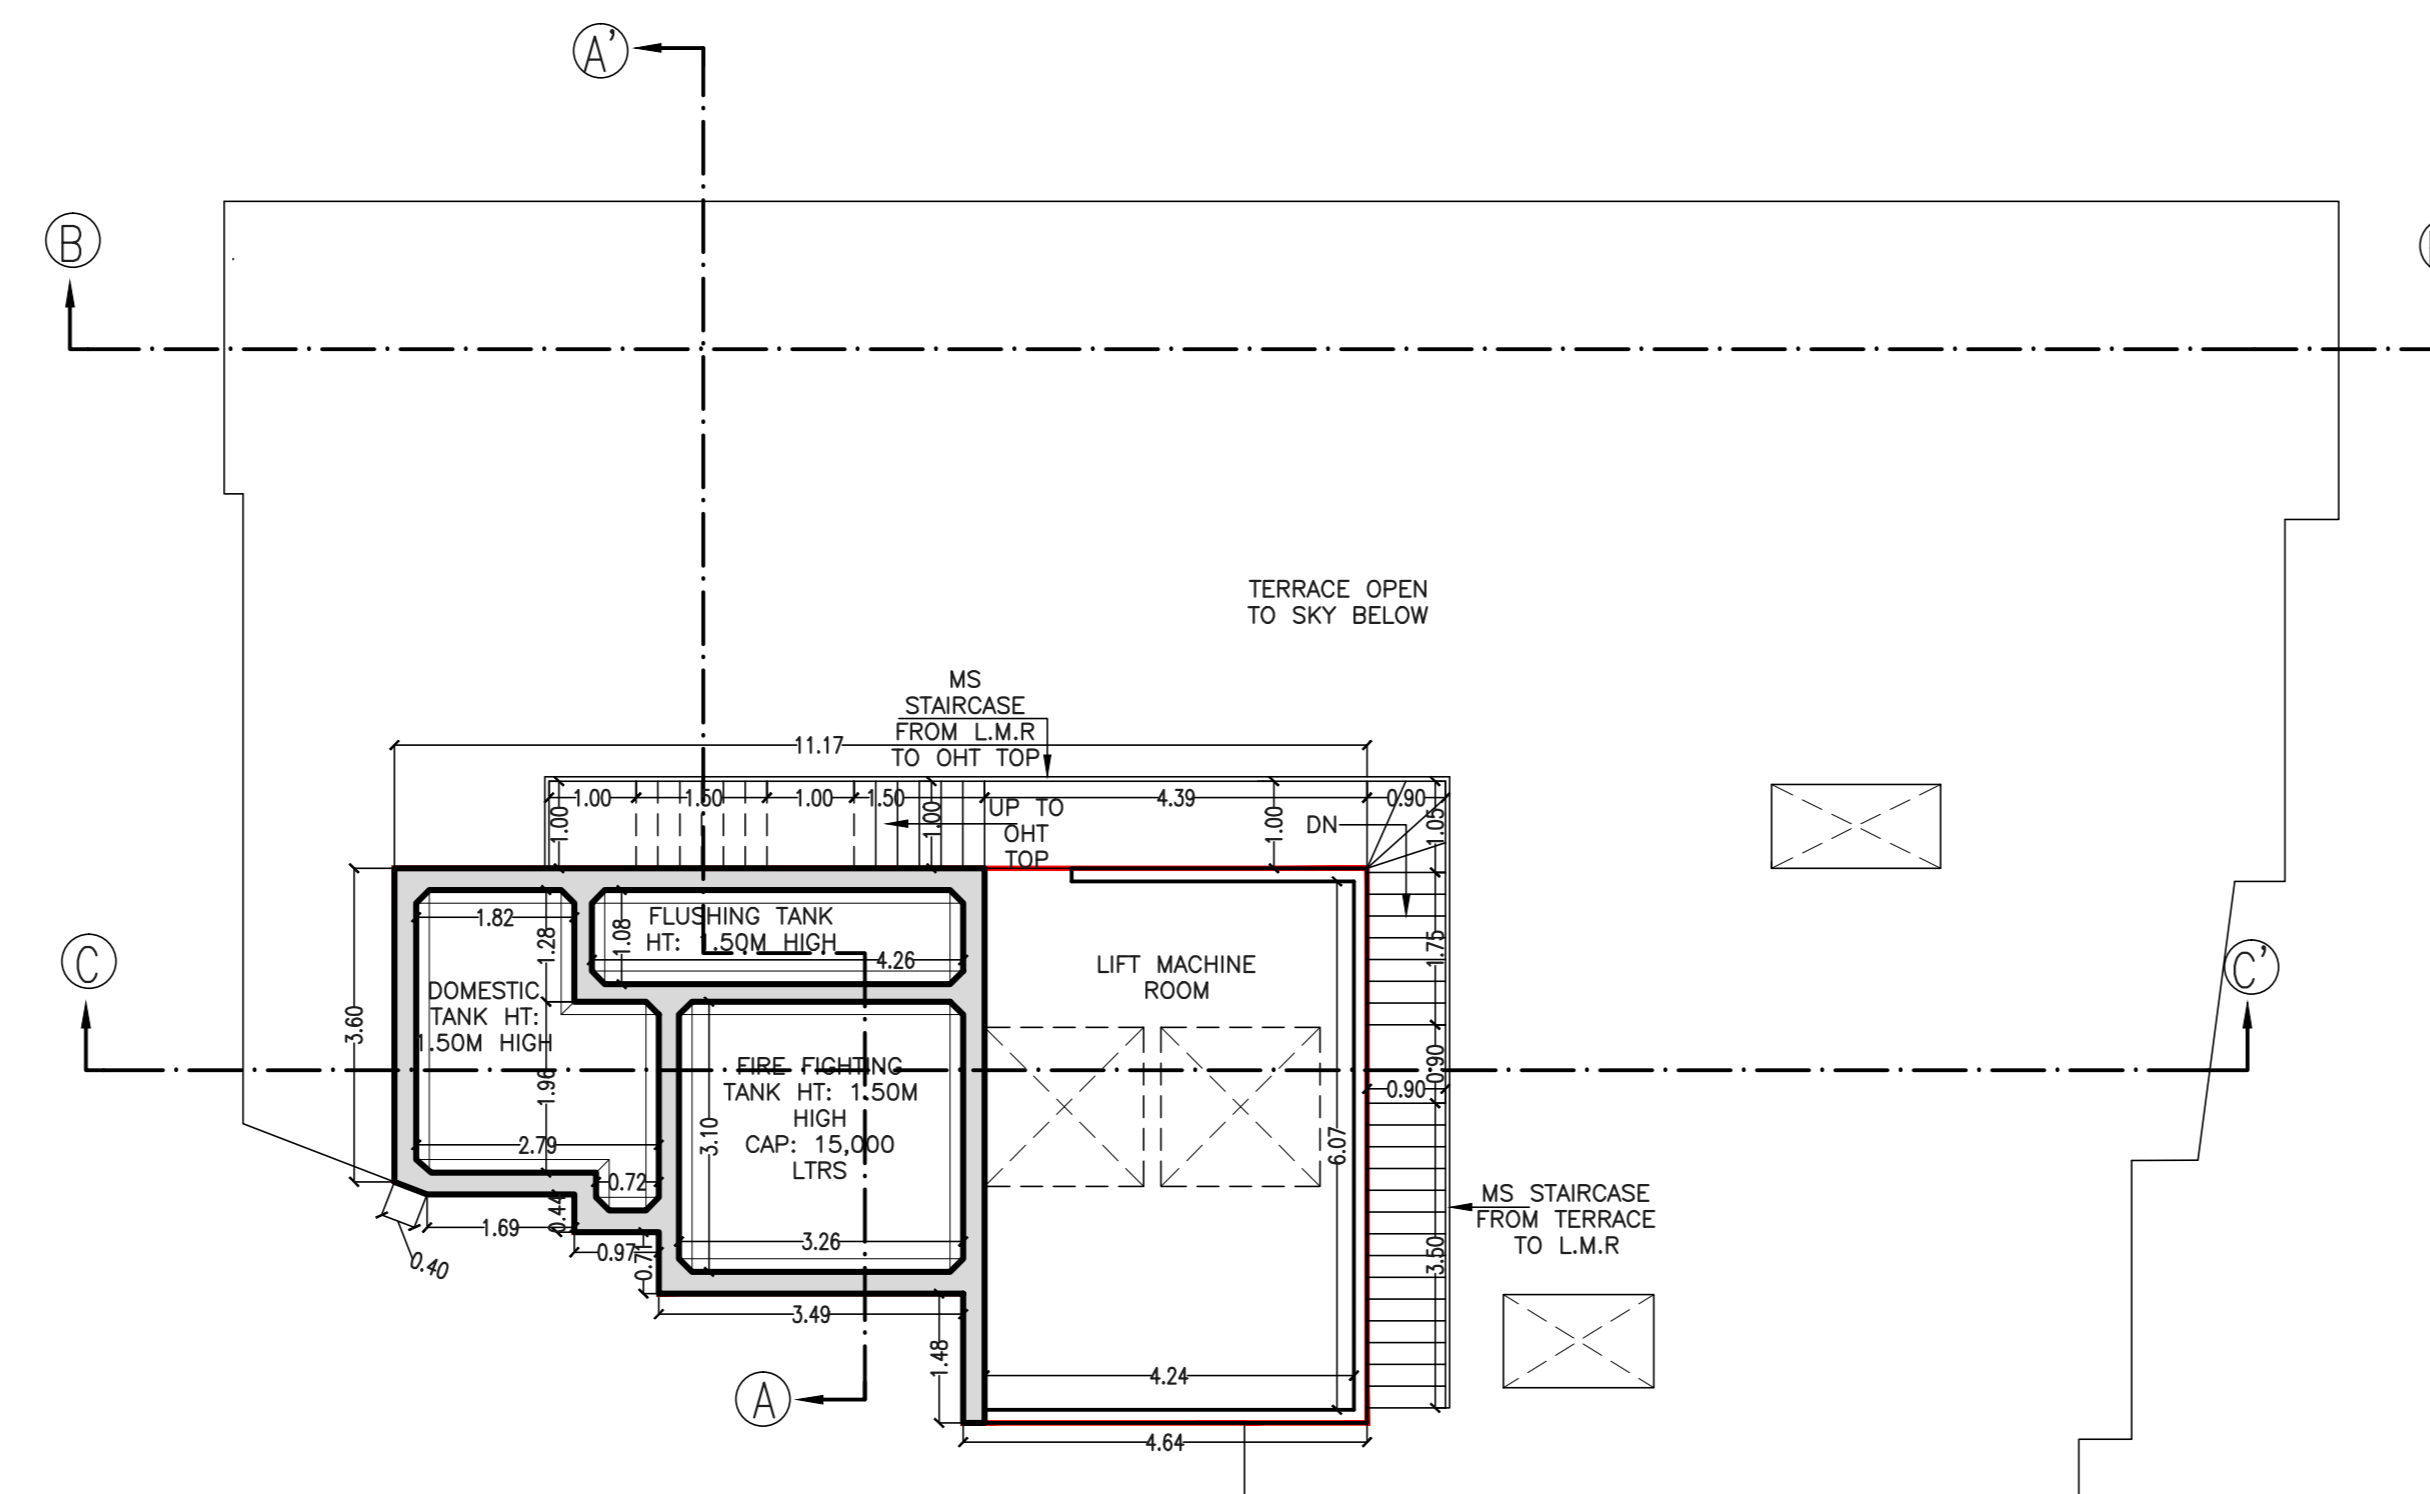 A'
B
TERRACE OPEN
TO SKY BELOW
MS
STAIRCASE
FROM L.M.R
TO OHT TOP
11.17
1.00
1.50
1.00
1.50
4.39
0.90
1.00
1.00
1.00
1.05
UP TO
OHT
TOP
DN
1.82
1.28
1.08
FLUSHING TANK
HT: 1.50M HIGH
4.26
1.75
LIFT MACHINE
ROOM
C
C'
DOMESTIC
TANK HT:
1.50M HIGH
3.60
1.96
FIRE FIGHTING
TANK HT: 1.50M
HIGH
CAP: 15,000
LTRS
3.10
0.90
0.90
2.79
6.07
0.72
0.44
1.69
0.97
0.71
0.40
3.26
MS STAIRCASE
FROM TERRACE
TO L.M.R
3.50
3.49
1.48
4.24
A
4.64